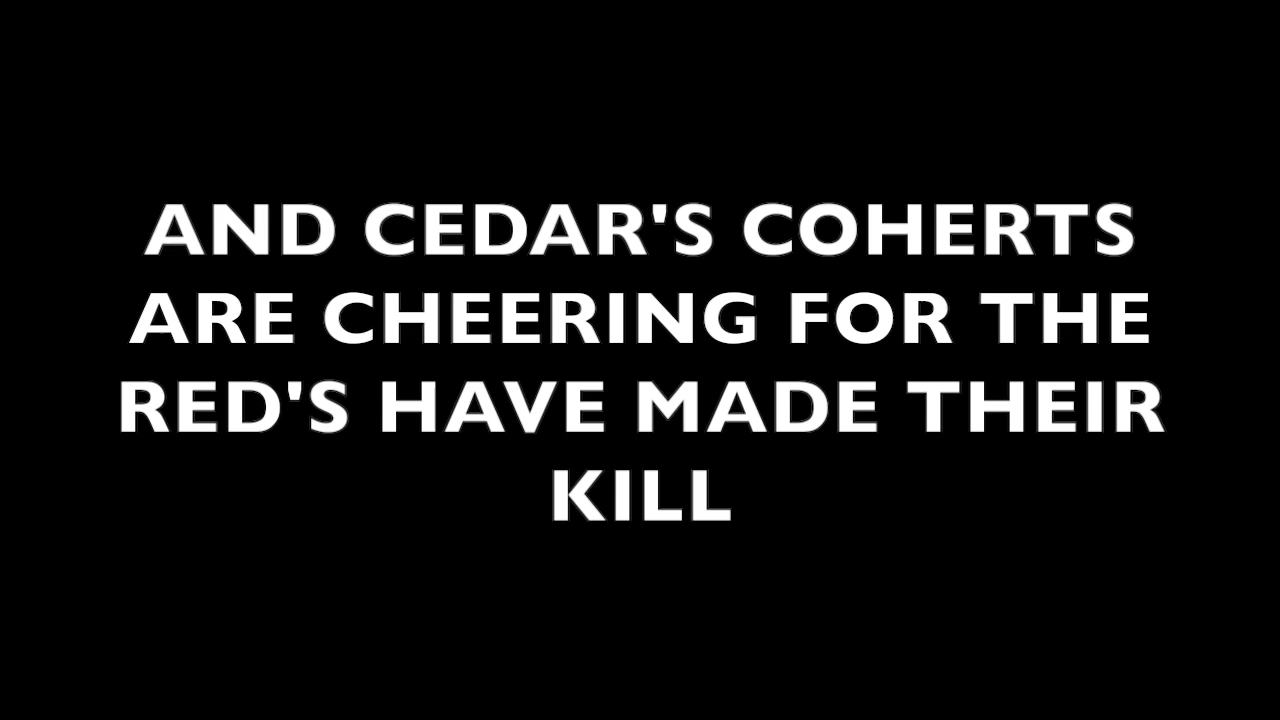 AND CEDAR'S COHERTS
ARE CHEERING FOR THE
RED'S HAVE MADE THEIR
KILL